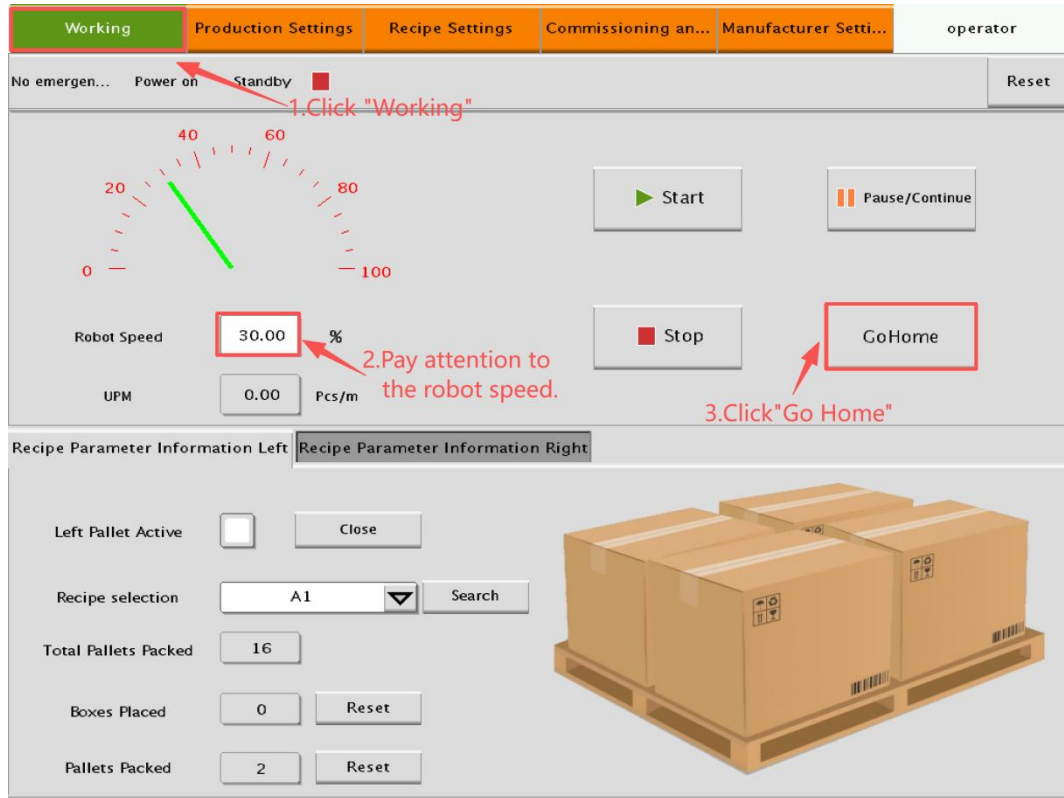 Working Production Settings Recipe Settings Commissioning an... Manufacturer Setti... operator
No emergen... Power on Standby Reset
1.Click "Working"
0 20 40 60 80 100
Start Pause/Continue
Robot Speed 30.00 % Stop GoHome
2.Pay attention to
the robot speed.
UPM 0.00 Pcs/m
3.Click"Go Home"
Recipe Parameter Information Left Recipe Parameter Information Right
Left Pallet Active Close
Recipe selection A1 Search
Total Pallets Packed 16
Boxes Placed 0 Reset
Pallets Packed 2 Reset